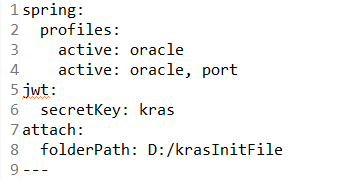 1 spring:
2   profiles:
3     active: oracle
4     active: oracle, port
5 jwt:
6   secretKey: kras
7 attach:
8   folderPath: D:/krasInitFile
9 ---